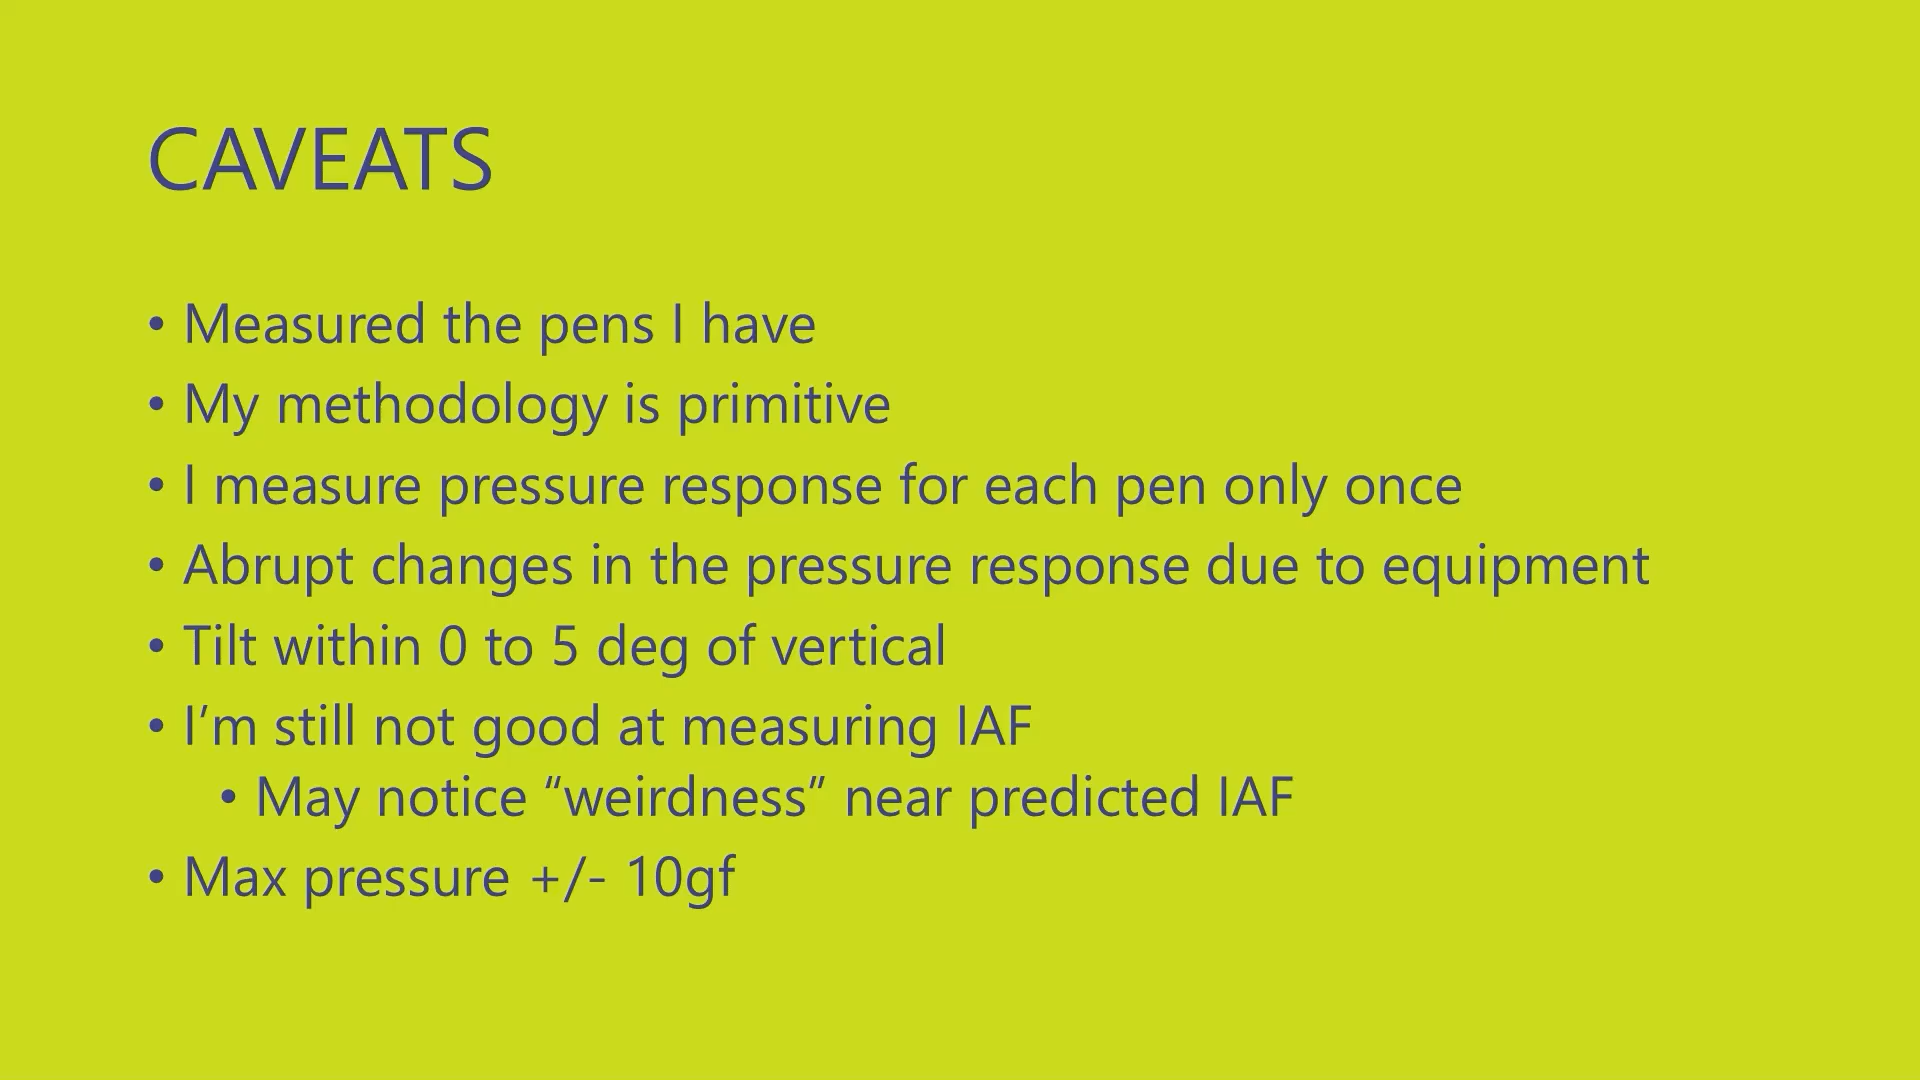 CAVEATS
• Measured the pens I have
• My methodology is primitive
• I measure pressure response for each pen only once
• Abrupt changes in the pressure response due to equipment
• Tilt within 0 to 5 deg of vertical
• I’m still not good at measuring IAF
• May notice “weirdness” near predicted IAF
• Max pressure +/- 10gf